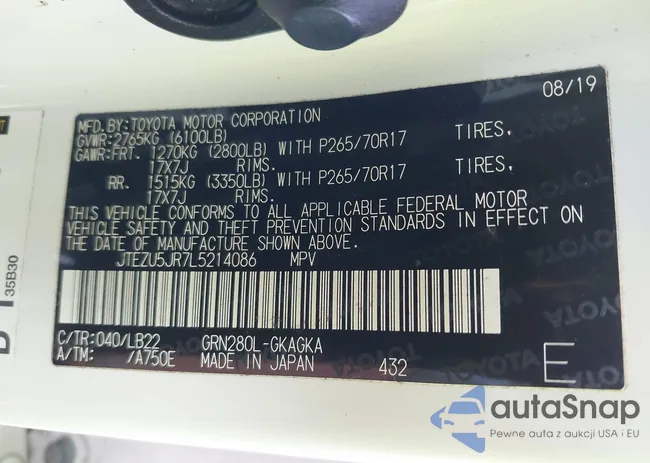 08/19
MFD.BY:TOYOTA MOTOR CORPORATION
GVWR:2765KG (6100LB)
GAWR:FRT. 1270KG (2800LB) WITH P265/70R17 TIRES,
17X7J RIMS.
RR. 1515KG (3350LB) WITH P265/70R17 TIRES,
17X7J RIMS.
THIS VEHICLE CONFORMS TO ALL APPLICABLE FEDERAL MOTOR
VEHICLE SAFETY AND THEFT PREVENTION STANDARDS IN EFFECT ON
THE DATE OF MANUFACTURE SHOWN ABOVE.
JTEZU5JR7L5214086 MPV
C/TR:040/LB22 GRN280L-GKAGKA
A/TM: /A750E MADE IN JAPAN 432 E
35B30
autoSnap
Pewne auta z aukcji USA i EU